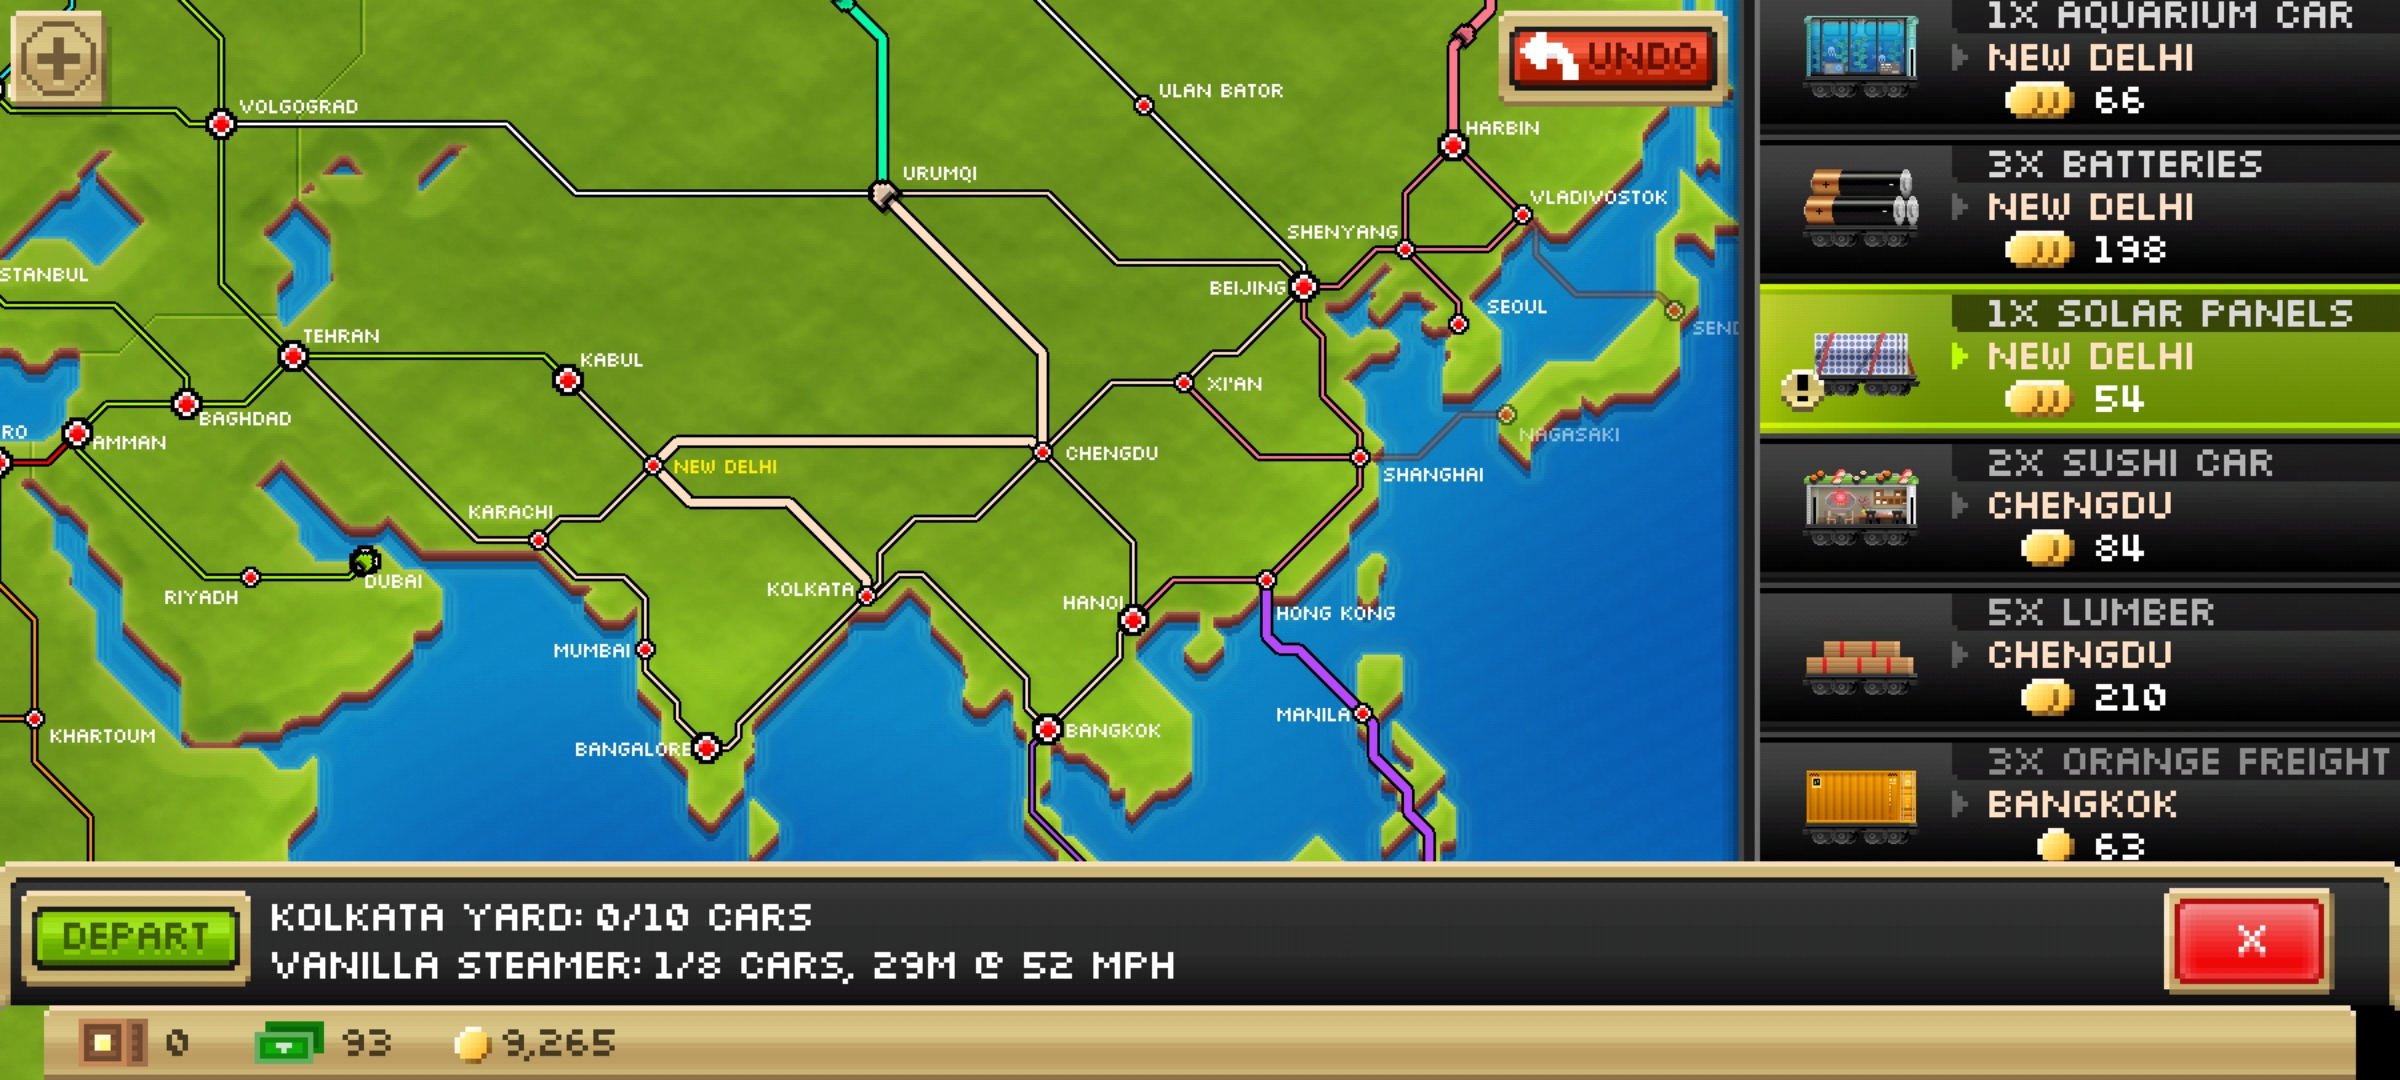 UNDO
VOLGOGRAD
ULAN BATOR
HARBIN
URUMQI
VLADIVOSTOK
SHENYANG
STANBUL
BEIJING
SEOUL
SEND
TEHRAN
KABUL
XI'AN
BAGHDAD
RO
AMMAN
NAGASAKI
CHENGDU
NEW DELHI
SHANGHAI
KARACHI
DUBAI
RIYADH
KOLKATA
HANOI
HONG KONG
MUMBAI
MANILA
KHARTOUM
BANGKOK
BANGALORE
1X AQUARIUM CAR
NEW DELHI
66
3X BATTERIES
NEW DELHI
198
1X SOLAR PANELS
NEW DELHI
54
2X SUSHI CAR
CHENGDU
84
5X LUMBER
CHENGDU
210
3X ORANGE FREIGHT
BANGKOK
63
DEPART
KOLKATA YARD: 0/10 CARS
VANILLA STEAMER: 1/8 CARS, 29M @ 52 MPH
X
0
93
9,265